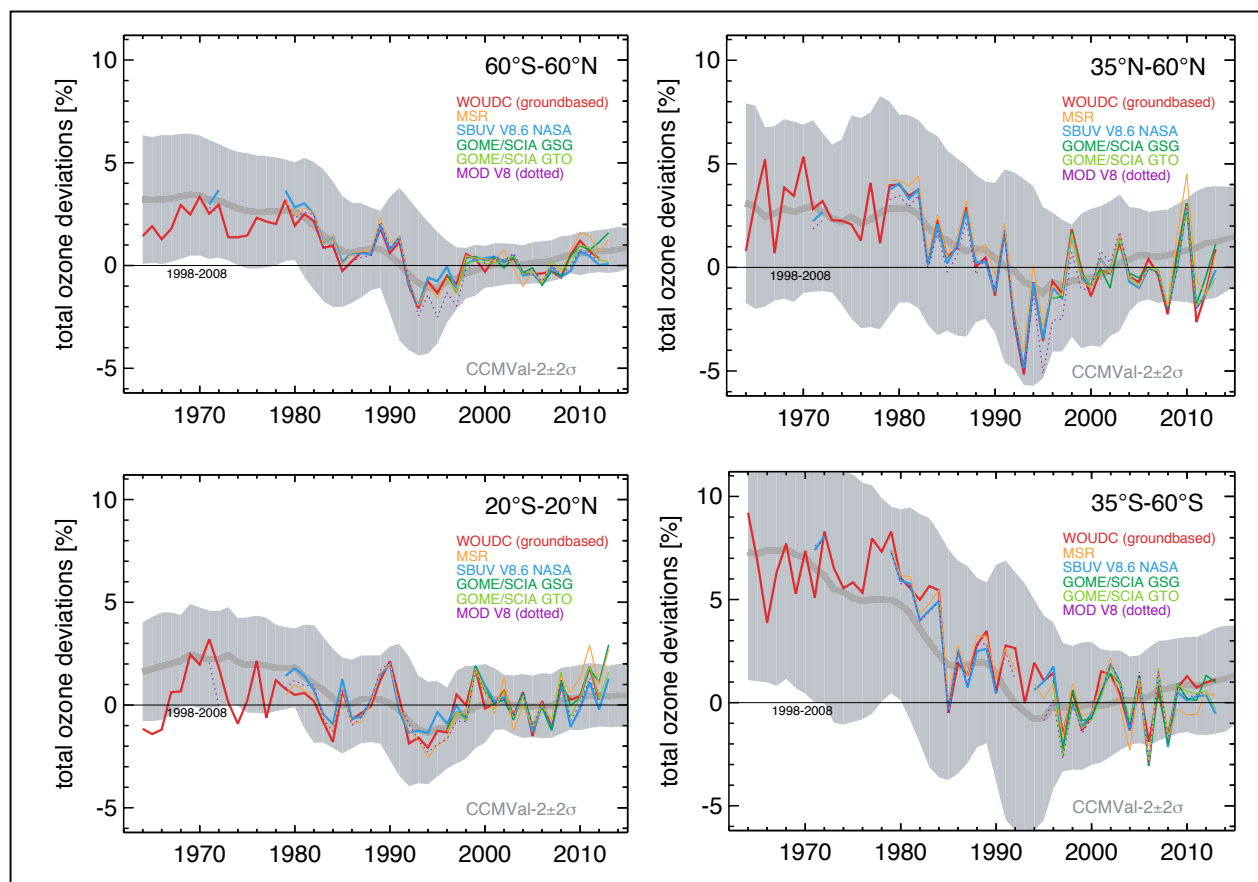 60°S-60°N
WOUDC (groundbased)
MSR
SBUV V8.6 NASA
GOME/SCIA GSG
GOME/SCIA GTO
MOD V8 (dotted)
total ozone deviations [%]
10
5
0
-5
1998-2008
CCMVal-2±2σ
1970
1980
1990
2000
2010
35°N-60°N
WOUDC (groundbased)
MSR
SBUV V8.6 NASA
GOME/SCIA GSG
GOME/SCIA GTO
MOD V8 (dotted)
total ozone deviations [%]
10
5
0
-5
1998-2008
CCMVal-2±2σ
1970
1980
1990
2000
2010
20°S-20°N
WOUDC (groundbased)
MSR
SBUV V8.6 NASA
GOME/SCIA GSG
GOME/SCIA GTO
MOD V8 (dotted)
total ozone deviations [%]
10
5
0
-5
1998-2008
CCMVal-2±2σ
1970
1980
1990
2000
2010
35°S-60°S
WOUDC (groundbased)
MSR
SBUV V8.6 NASA
GOME/SCIA GSG
GOME/SCIA GTO
MOD V8 (dotted)
total ozone deviations [%]
10
5
0
-5
1998-2008
CCMVal-2±2σ
1970
1980
1990
2000
2010